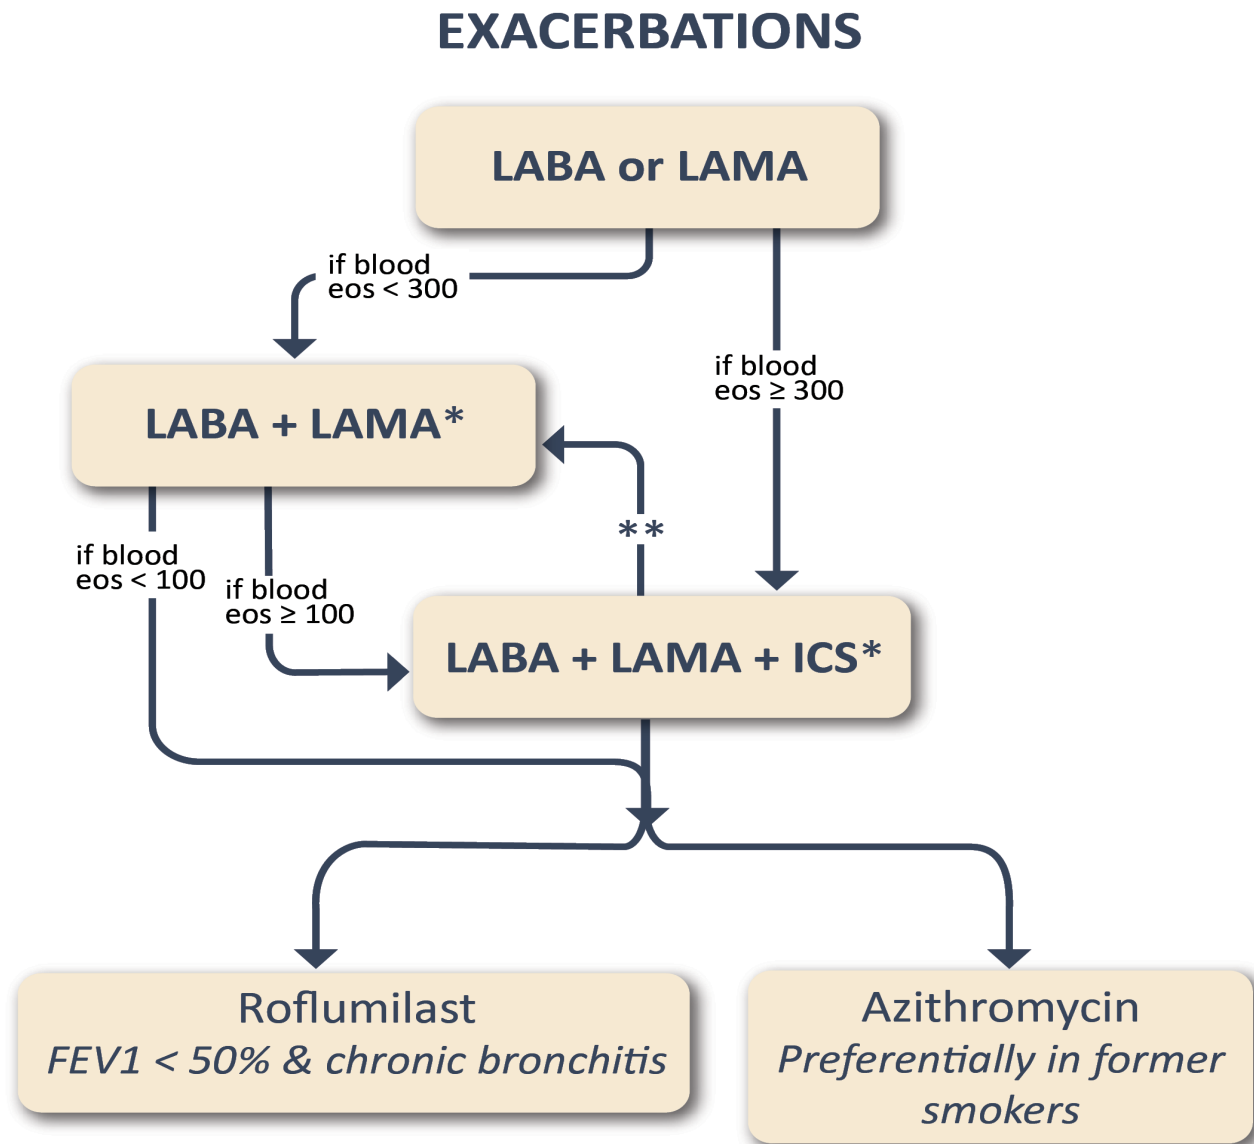 EXACERBATIONS
LABA or LAMA
if blood
eos < 300
if blood
eos ≥ 300
LABA + LAMA*
**
if blood
eos < 100
if blood
eos ≥ 100
LABA + LAMA + ICS*
Roflumilast
FEV1 < 50% & chronic bronchitis
Azithromycin
Preferentially in former
smokers